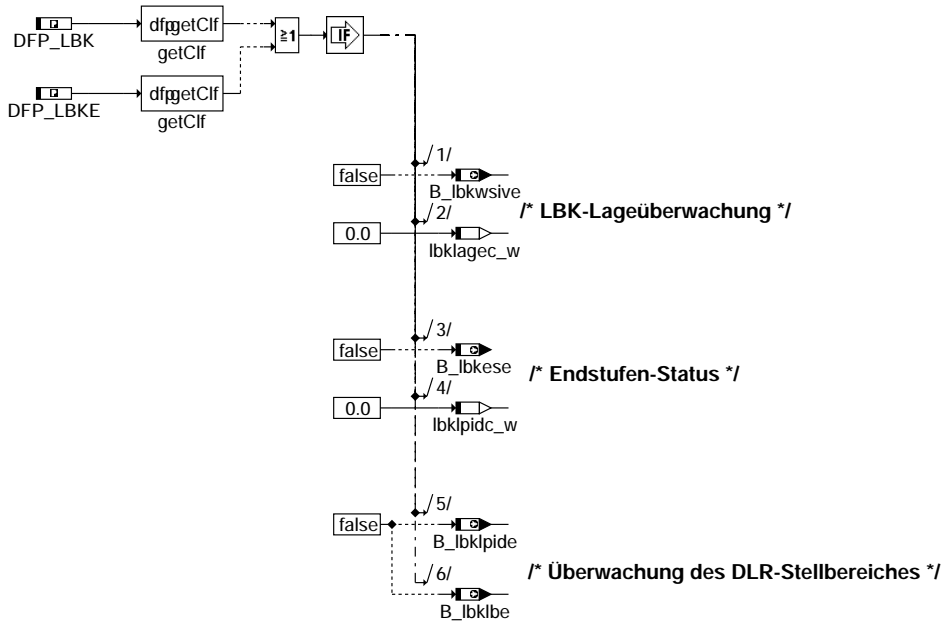 DFP_LBK
dfpgetClf
getClf
≥1
IF
DFP_LBKE
dfpgetClf
getClf
/1/
false
B_lbkwsive
/* LBK-Lageüberwachung */
/2/
0.0
lbklagec_w
/3/
false
B_lbkese
/* Endstufen-Status */
/4/
0.0
lbklpidc_w
/5/
false
B_lbklpide
/* Überwachung des DLR-Stellbereiches */
/6/
B_lbklbe